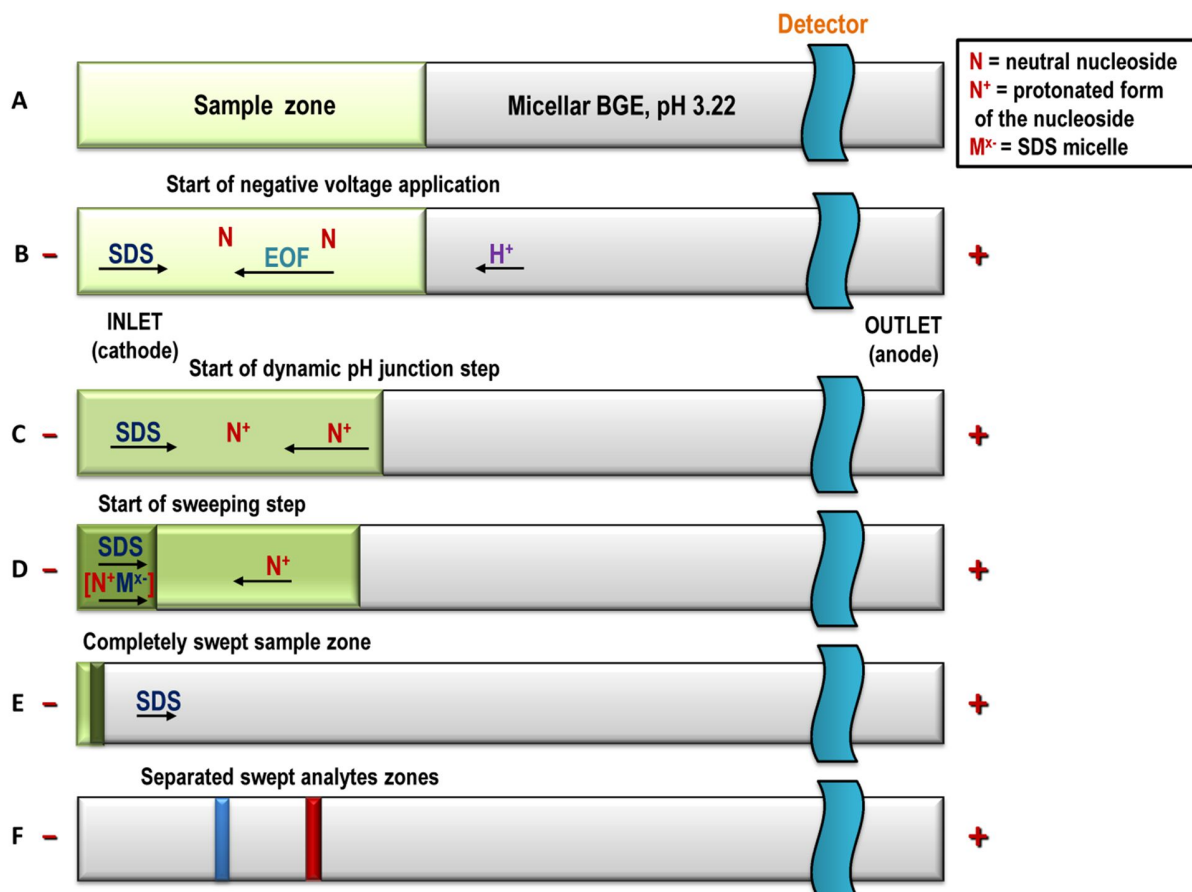 Detector
N = neutral nucleoside
N⁺ = protonated form
of the nucleoside
Mˣ⁻ = SDS micelle
A
Sample zone
Micellar BGE, pH 3.22
Start of negative voltage application
B - SDS N EOF N H⁺ +
INLET
(cathode)
OUTLET
(anode)
Start of dynamic pH junction step
C - SDS N⁺ N⁺ +
Start of sweeping step
D - SDS N⁺ +
[N⁺Mˣ⁻]
Completely swept sample zone
E - SDS +
Separated swept analytes zones
F - +